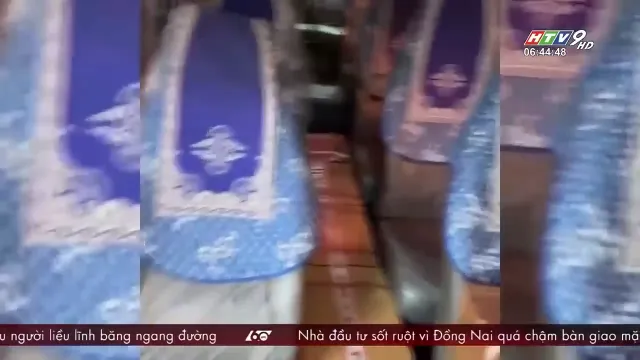 HTV9 HD
06:44:48
u người liều lĩnh băng ngang đường 60 Nhà đầu tư sốt ruột vì Đồng Nai quá chậm bàn giao mặ